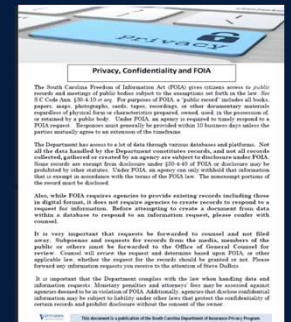 Privacy, Confidentiality and FOIA
The South Carolina Freedom of Information Act (FOIA) gives citizens access to public
records and meetings of public bodies subject to the exemptions set forth in the law. See
S C Code Ann. §30-4-10 et seq. For purposes of FOIA, a "public record" includes all books,
papers, maps, photographs, cards, tapes, recordings, or other documentary materials
regardless of physical form or characteristics prepared, owned, used, in the possession of,
or retained by a public body. Under FOIA, an agency is required to timely respond to a
FOIA request. Responses must generally be provided within 10 business days unless the
parties mutually agree to an extension of the timeframe.
The Department has access to a lot of data through various databases and platforms. Not
all the data handled by the Department constitutes records, and not all records
collected, gathered or created by an agency are subject to disclosure under FOIA.
Some records are exempt from disclosure under §30-4-40 of FOIA or disclosure may be
prohibited by other statutes. Under FOIA, an agency can only withhold that information
that is exempt in accordance with the terms of the FOIA law. The nonexempt portions of
the record must be disclosed.
Also, while FOIA requires agencies to provide existing records including those
in digital format, it does not require agencies to create records to respond to a
request for information. Before attempting to create a document from data
within a database to respond to an information request, please confer with
counsel.
It is very important that requests be forwarded to counsel and not filed
away. Subpoenas and requests for records from the media, members of the
public or others must be forwarded to the Office of General Counsel for
review. Counsel will review the request and determine based upon FOIA, or other
applicable law, whether the request for the records should be granted or not. Please
forward any information requests you receive to the attention of Steve DuBois.
It is important that the Department complies with the law when handling data and
information requests. Monetary penalties and attorneys' fees may be assessed against
agencies deemed to be in violation of FOIA. Additionally, agencies that disclose confidential
information may be subject to liability under other laws that protect the confidentiality of
certain records and prohibit disclosure without the consent of the owner.
This document is a publication of the South Carolina Department of Insurance Privacy Program